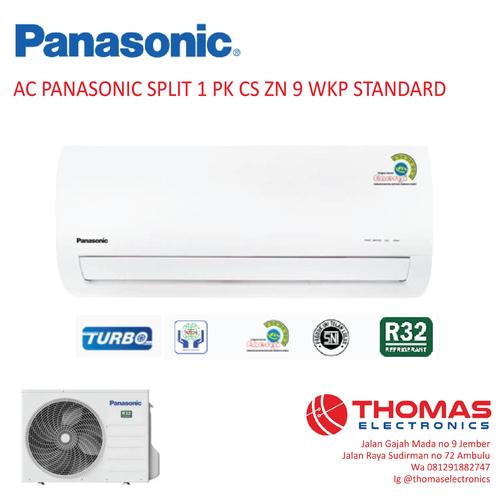 Panasonic®
AC PANASONIC SPLIT 1 PK CS ZN 9 WKP STANDARD
Panasonic
TURBO
SNI
R32
REFRIGERANT
Panasonic
R32
THOMAS
ELECTRONICS
Jalan Gajah Mada no 9 Jember
Jalan Raya Sudirman no 72 Ambulu
Wa 081291882747
Ig @thomaselectronics